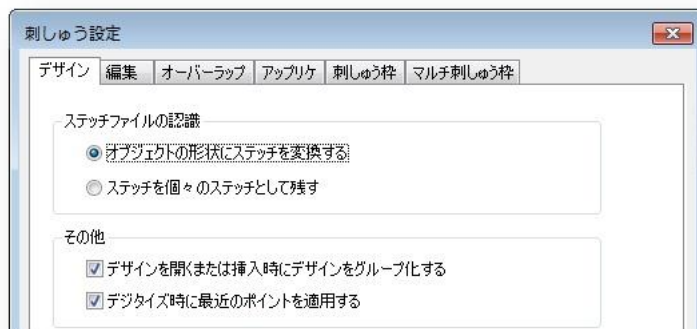 刺しゅう設定
デザイン 編集 オーバーラップ アップリケ 刺しゅう枠 マルチ刺しゅう枠
ステッチファイルの認識
オブジェクトの形状にステッチを変換する
ステッチを個々のステッチとして残す
その他
デザインを開くまたは挿入時にデザインをグループ化する
デジタイズ時に最近のポイントを適用する